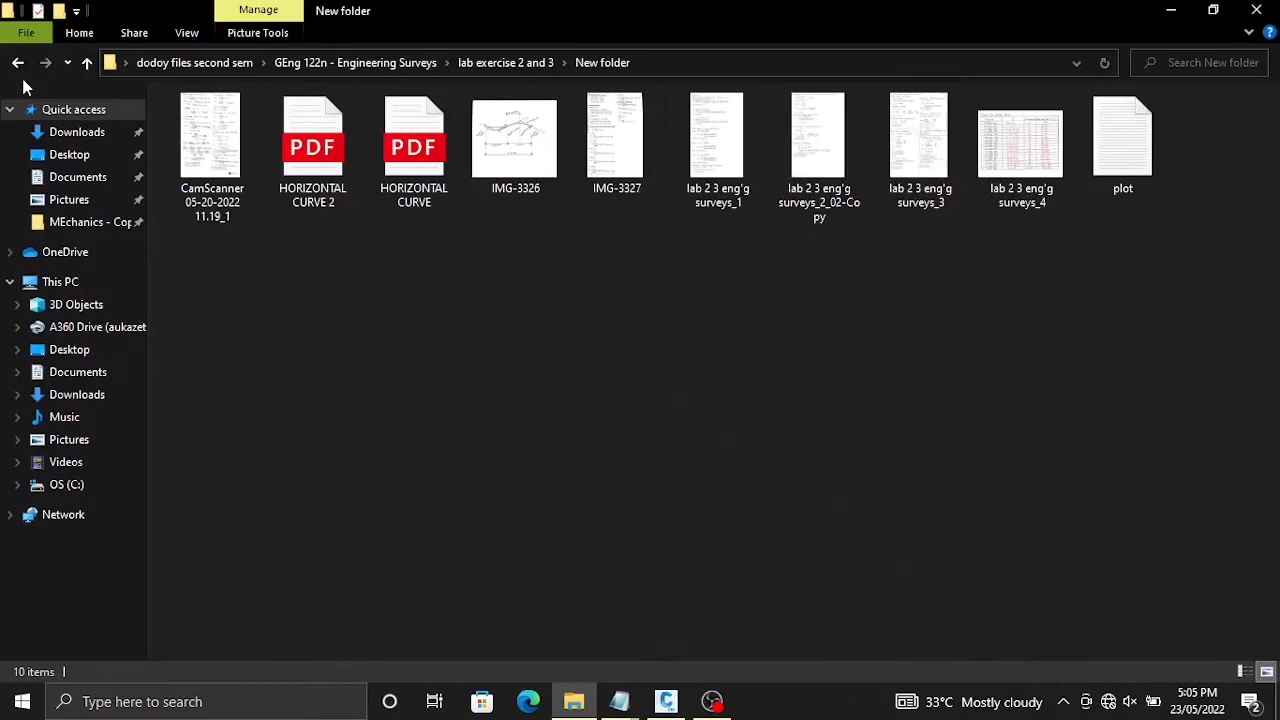 Manage
New folder
File
Home
Share
View
Picture Tools
dodoy files second sem
GEng 122n - Engineering Surveys
lab exercise 2 and 3
New folder
New folder
Quick access
Downloads
Desktop
Documents
Pictures
MEchanics - Cop
OneDrive
This PC
3D Objects
A360 Drive (aukazet
Desktop
Documents
Downloads
Music
Pictures
Videos
OS (C:)
Network
CamScanner
05-20-2022
11.19_1
PDF
HORIZONTAL
CURVE 2
PDF
HORIZONTAL
CURVE
IMG-3326
IMG-3327
lab 2 3 eng'g
surveys_1
lab 2 3 eng'g
surveys_2_02-Co
py
lab 2 3 eng'g
surveys_3
lab 2 3 eng'g
surveys_4
plot
10 items
Type here to search
33°C Mostly cloudy
:05 PM
23/05/2022
2